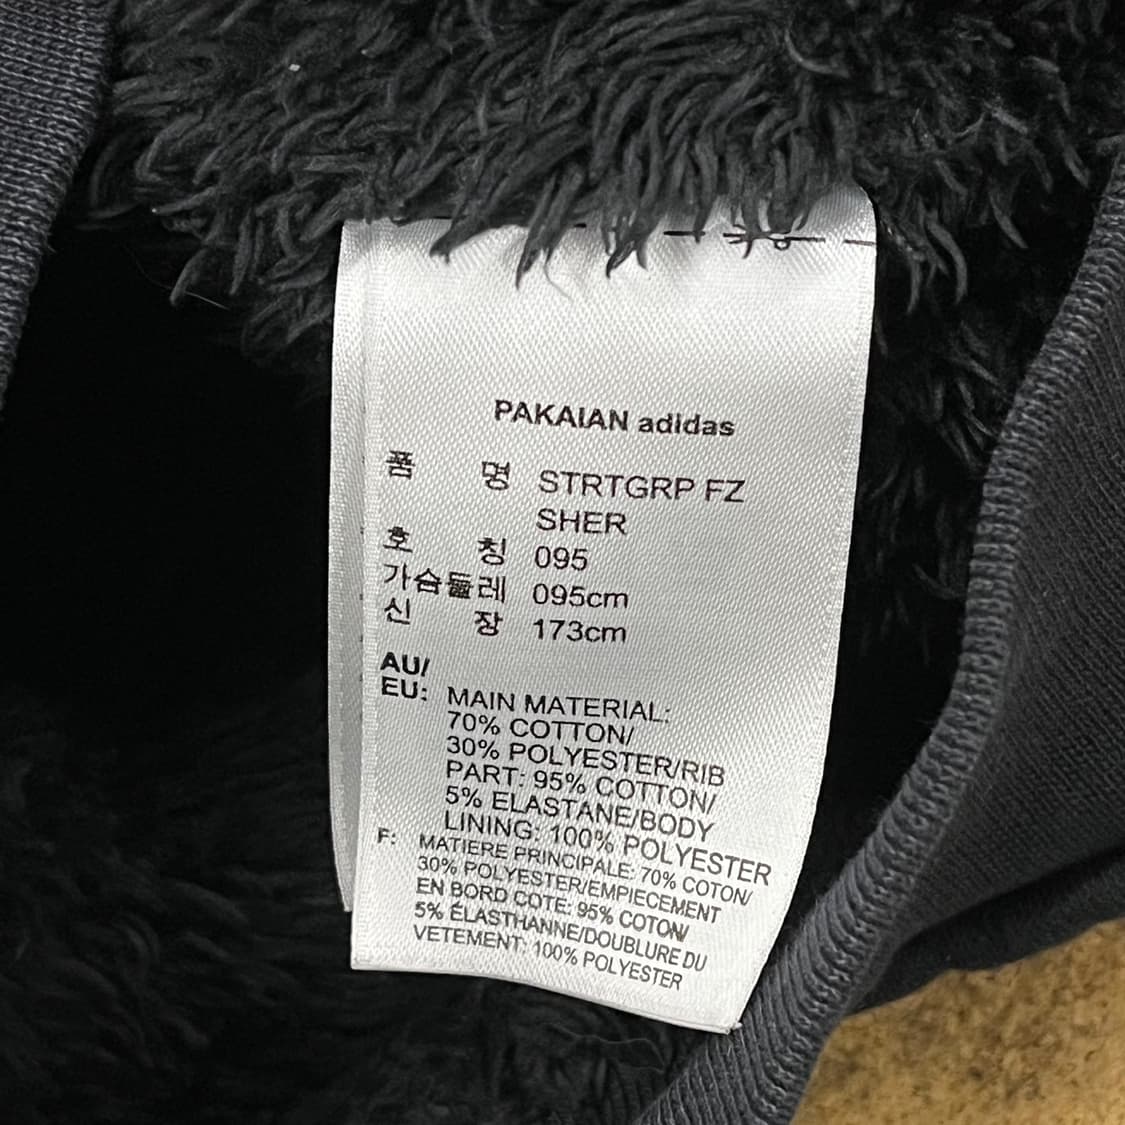 PAKAIAN adidas
품 명 STRTGRP FZ
SHER
호 칭 095
가슴둘레 095cm
신 장 173cm
AU/
EU: MAIN MATERIAL:
70% COTTON/
30% POLYESTER/RIB
PART: 95% COTTON/
5% ELASTANE/BODY
LINING: 100% POLYESTER
F: MATIERE PRINCIPALE: 70% COTON/
30% POLYESTER/EMPIECEMENT
EN BORD COTE: 95% COTON/
5% ÉLASTHANNE/DOUBLURE DU
VETEMENT: 100% POLYESTER